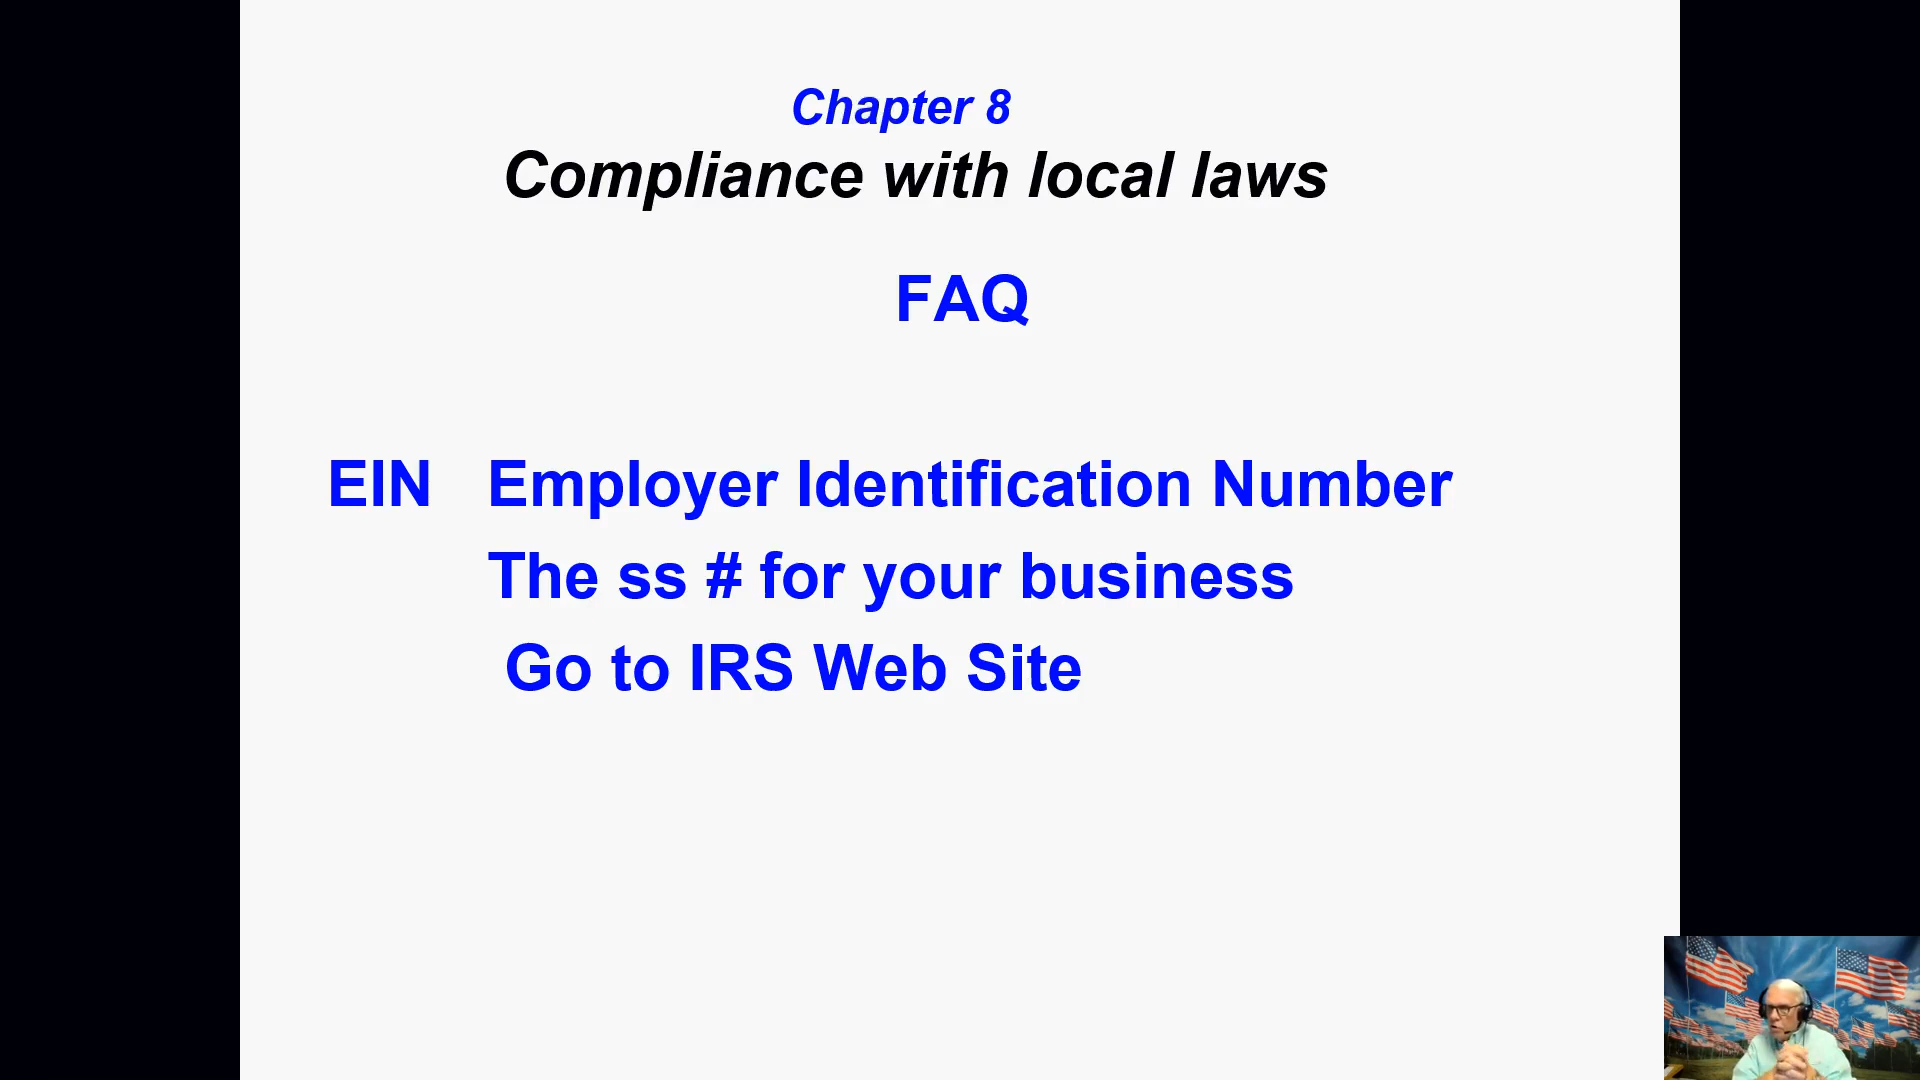 Chapter 8
Compliance with local laws
FAQ
EIN Employer Identification Number
The ss # for your business
Go to IRS Web Site